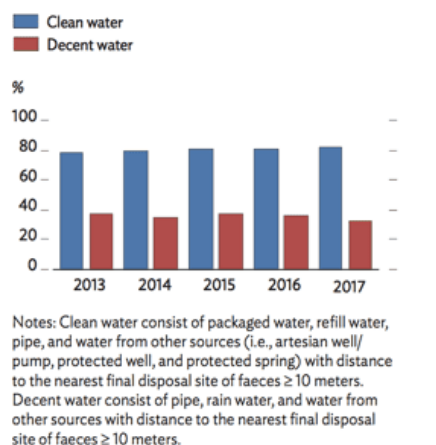 Clean water
Decent water
%
100
80
60
40
20
0
2013 2014 2015 2016 2017
Notes: Clean water consist of packaged water, refill water,
pipe, and water from other sources (i.e., artesian well/
pump, protected well, and protected spring) with distance
to the nearest final disposal site of faeces ≥ 10 meters.
Decent water consist of pipe, rain water, and water from
other sources with distance to the nearest final disposal
site of faeces ≥ 10 meters.